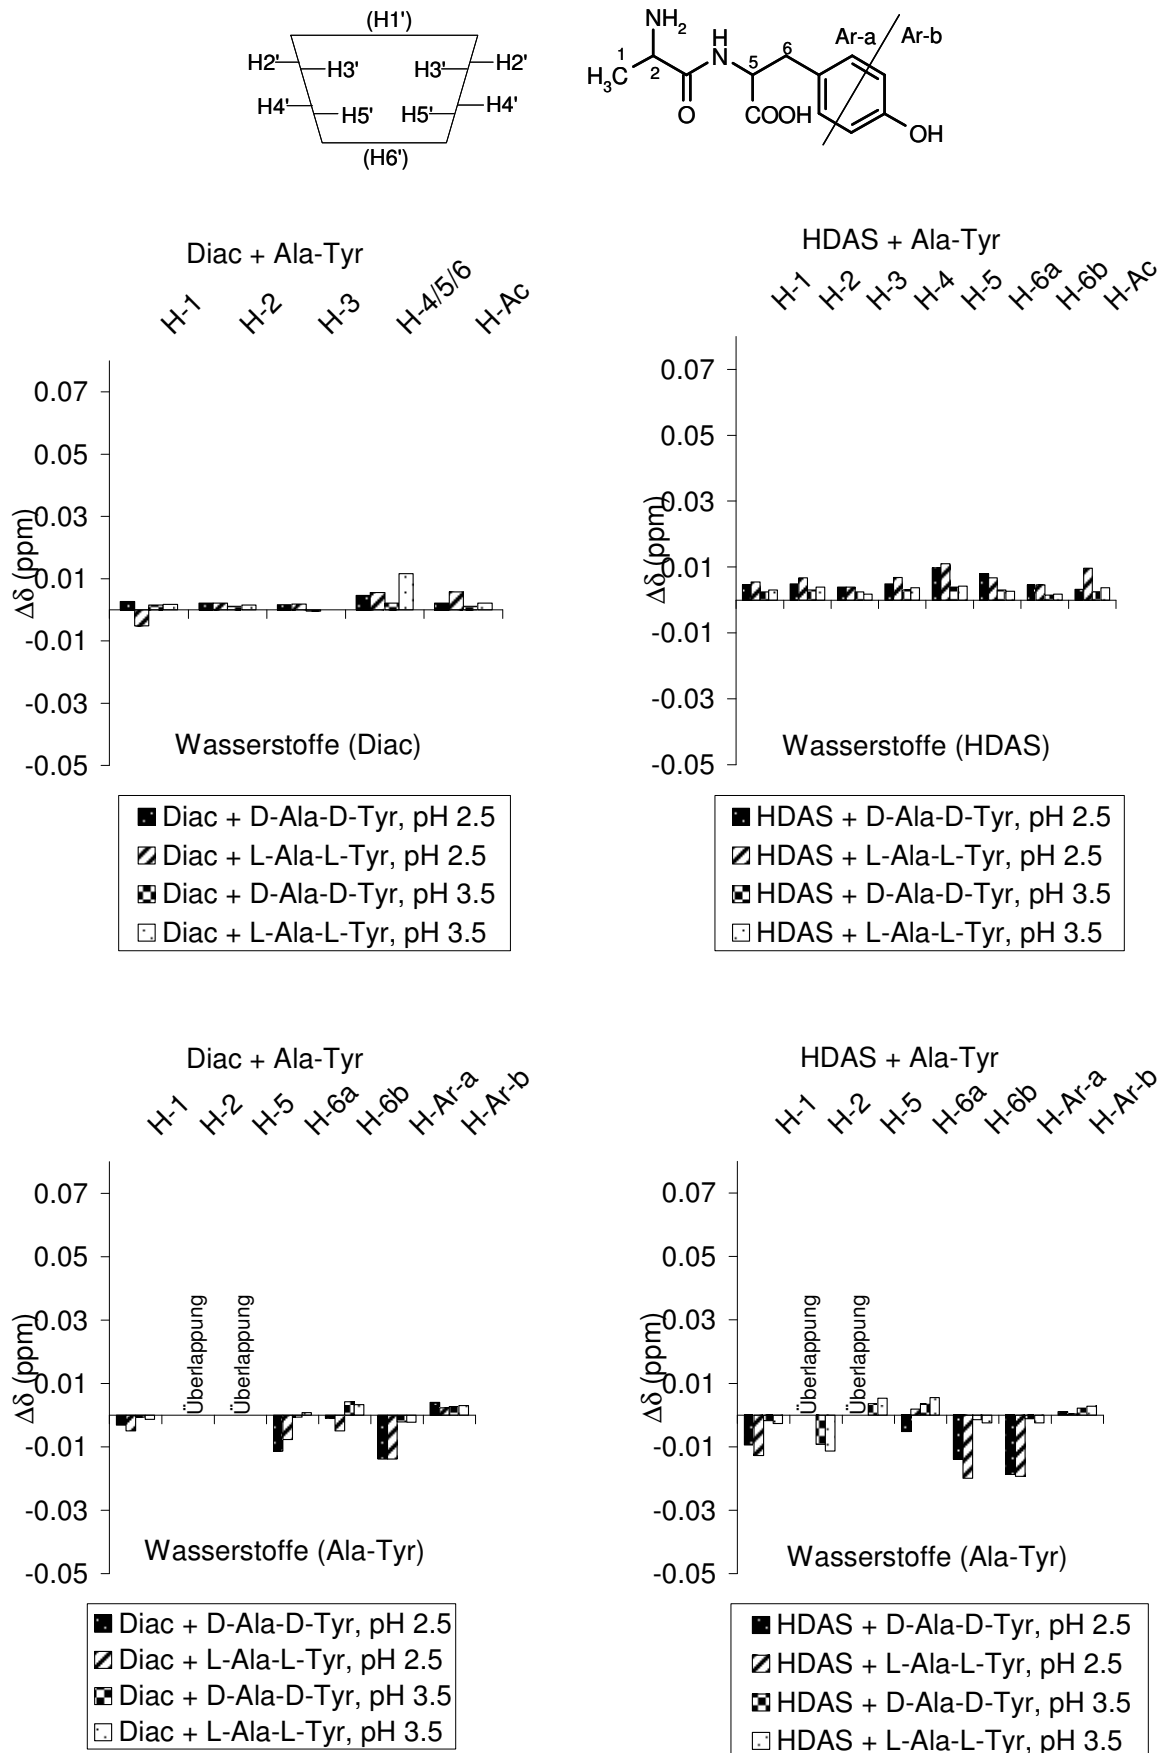 (H1')
H2' H3' H3' H2'
H4' H5' H5' H4'
(H6')
NH2
1
H3C
2
O
H
N
5
6
COOH
Ar-a
Ar-b
OH
Diac + Ala-Tyr
H-1 H-2 H-3 H-4/5/6 H-Ac
Δδ (ppm)
0.07
0.05
0.03
0.01
-0.01
-0.03
-0.05
Wasserstoffe (Diac)
Diac + D-Ala-D-Tyr, pH 2.5
Diac + L-Ala-L-Tyr, pH 2.5
Diac + D-Ala-D-Tyr, pH 3.5
Diac + L-Ala-L-Tyr, pH 3.5
HDAS + Ala-Tyr
H-1 H-2 H-3 H-4 H-5 H-6a H-6b H-Ac
Δδ (ppm)
0.07
0.05
0.03
0.01
-0.01
-0.03
-0.05
Wasserstoffe (HDAS)
HDAS + D-Ala-D-Tyr, pH 2.5
HDAS + L-Ala-L-Tyr, pH 2.5
HDAS + D-Ala-D-Tyr, pH 3.5
HDAS + L-Ala-L-Tyr, pH 3.5
Diac + Ala-Tyr
H-1 H-2 H-5 H-6a H-6b H-Ar-a H-Ar-b
Δδ (ppm)
0.07
0.05
0.03
0.01
-0.01
-0.03
-0.05
Überlappung
Überlappung
Wasserstoffe (Ala-Tyr)
Diac + D-Ala-D-Tyr, pH 2.5
Diac + L-Ala-L-Tyr, pH 2.5
Diac + D-Ala-D-Tyr, pH 3.5
Diac + L-Ala-L-Tyr, pH 3.5
HDAS + Ala-Tyr
H-1 H-2 H-5 H-6a H-6b H-Ar-a H-Ar-b
Δδ (ppm)
0.07
0.05
0.03
0.01
-0.01
-0.03
-0.05
Überlappung
Überlappung
Wasserstoffe (Ala-Tyr)
HDAS + D-Ala-D-Tyr, pH 2.5
HDAS + L-Ala-L-Tyr, pH 2.5
HDAS + D-Ala-D-Tyr, pH 3.5
HDAS + L-Ala-L-Tyr, pH 3.5